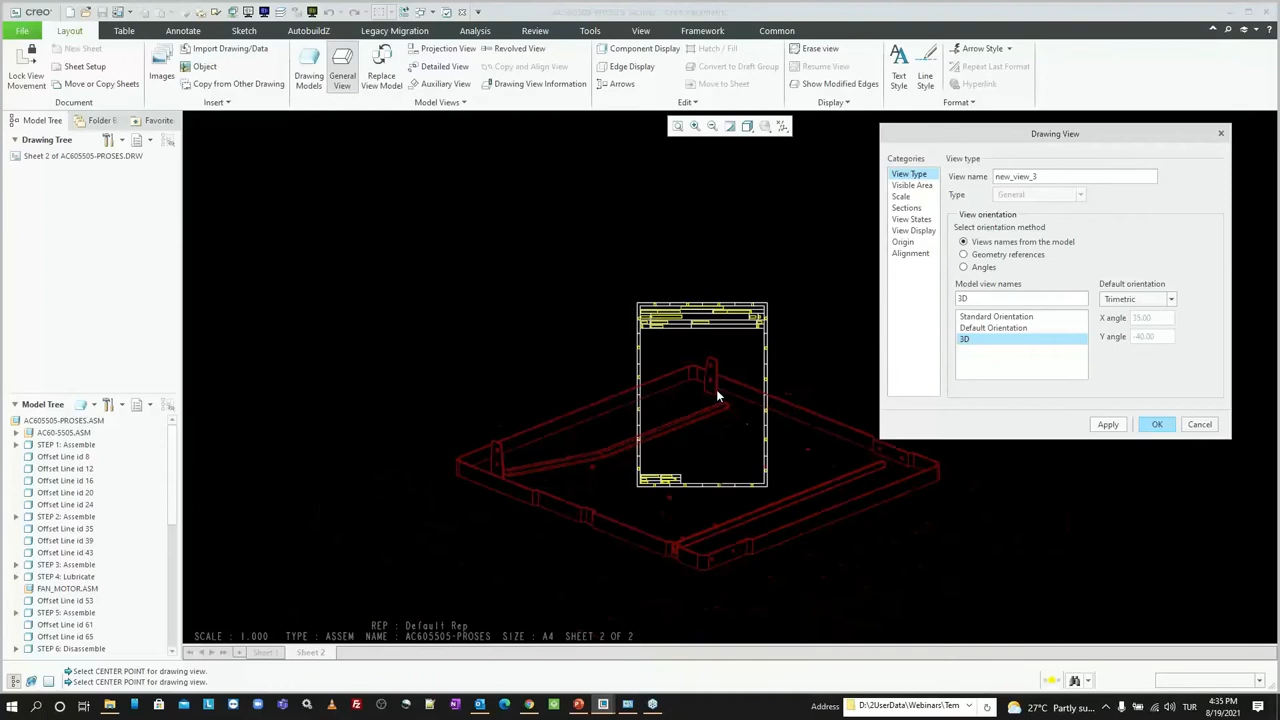 File
Layout
Table
Annotate
Sketch
AutobuildZ
Legacy Migration
Analysis
Review
Tools
View
Framework
Common
Lock View Movement
New Sheet
Sheet Setup
Move or Copy Sheets
Document
Images
Import Drawing/Data
Object
Copy from Other Drawing
Insert
Drawing Models
General View
Replace View Model
Projection View
Detailed View
Auxiliary View
Revolved View
Copy and Align View
Drawing View Information
Model Views
Component Display
Edge Display
Arrows
Hatch / Fill
Convert to Draft Group
Move to Sheet
Edit
Erase view
Resume View
Show Modified Edges
Display
Text Style
Line Style
Arrow Style
Repeat Last Format
Hyperlink
Format
Model Tree
Folder B
Favorite
Drawing Tree
Sheet 2 of AC605505-PROSES.DRW
Model Tree
AC605505-PROSES.ASM
AC60-5505.ASM
STEP 1: Assemble
Offset Line id 8
Offset Line id 12
Offset Line id 16
Offset Line id 20
Offset Line id 24
STEP 2: Assemble
Offset Line id 35
Offset Line id 39
Offset Line id 43
STEP 3: Assemble
STEP 4: Lubricate
FAN_MOTOR.ASM
Offset Line id 53
STEP 5: Assemble
Offset Line id 61
Offset Line id 65
STEP 6: Disassemble
Drawing View
Categories
View Type
Visible Area
Scale
Sections
View States
View Display
Origin
Alignment
View type
View name new_view_3
Type General
View orientation
Select orientation method
Views names from the model
Geometry references
Angles
Model view names
3D
Standard Orientation
Default Orientation
3D
Default orientation
Trimetric
X angle 35.00
Y angle -40.00
Apply
OK
Cancel
REP : Default Rep
SCALE : 1.000 TYPE : ASSEM NAME : AC605505-PROSES SIZE : A4 SHEET 2 OF 2
Sheet 1
Sheet 2
Select CENTER POINT for drawing view.
Select CENTER POINT for drawing view.
Address
D:\2UserData\Webinars\Tem
27°C Partly su...
TUR
4:35 PM
8/19/2021